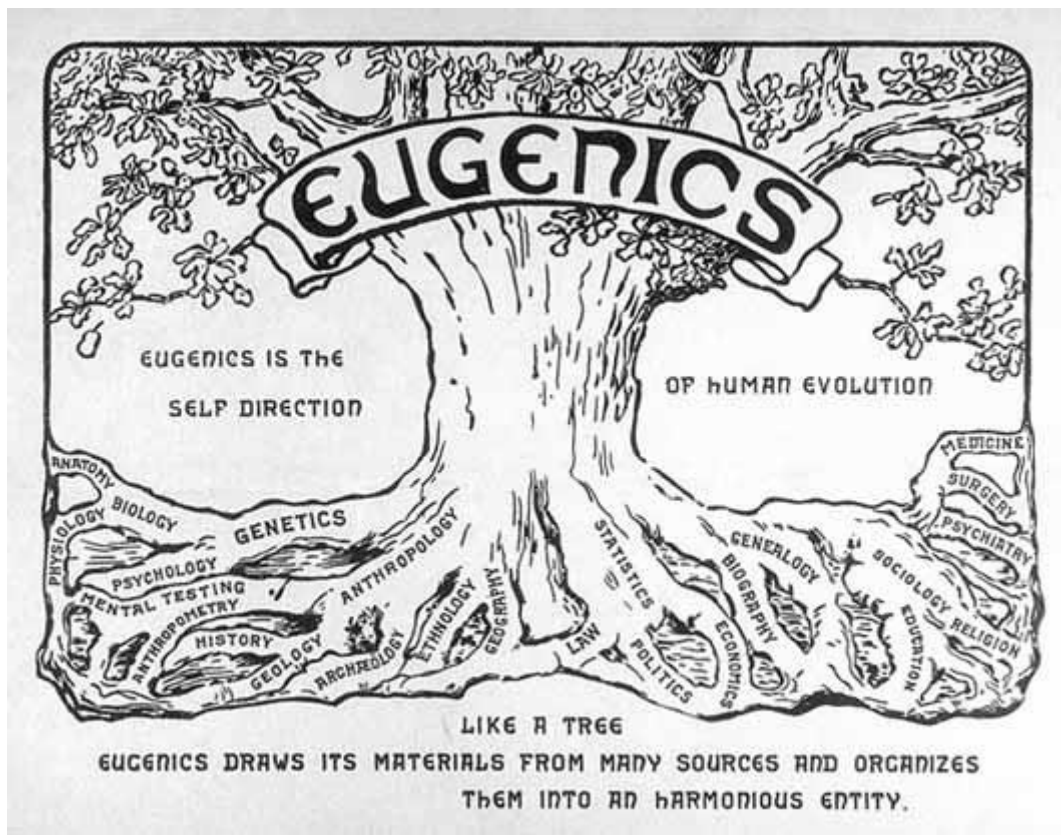 EUGENICS
EUGENICS IS THE
SELF DIRECTION
OF HUMAN EVOLUTION
ANATOMY
PHYSIOLOGY
BIOLOGY
GENETICS
PSYCHOLOGY
MENTAL TESTING
ANTHROPOMETRY
HISTORY
GEOLOGY
ANTHROPOLOGY
ARCHÆOLOGY
ETHNOLOGY
GEOGRAPHY
LAW
STATISTICS
POLITICS
ECONOMICS
BIOGRAPHY
GENEALOGY
SOCIOLOGY
EDUCATION
RELIGION
PSYCHIATRY
SURGERY
MEDICINE
LIKE A TREE
EUGENICS DRAWS ITS MATERIALS FROM MANY SOURCES AND ORGANIZES
THEM INTO AN HARMONIOUS ENTITY.